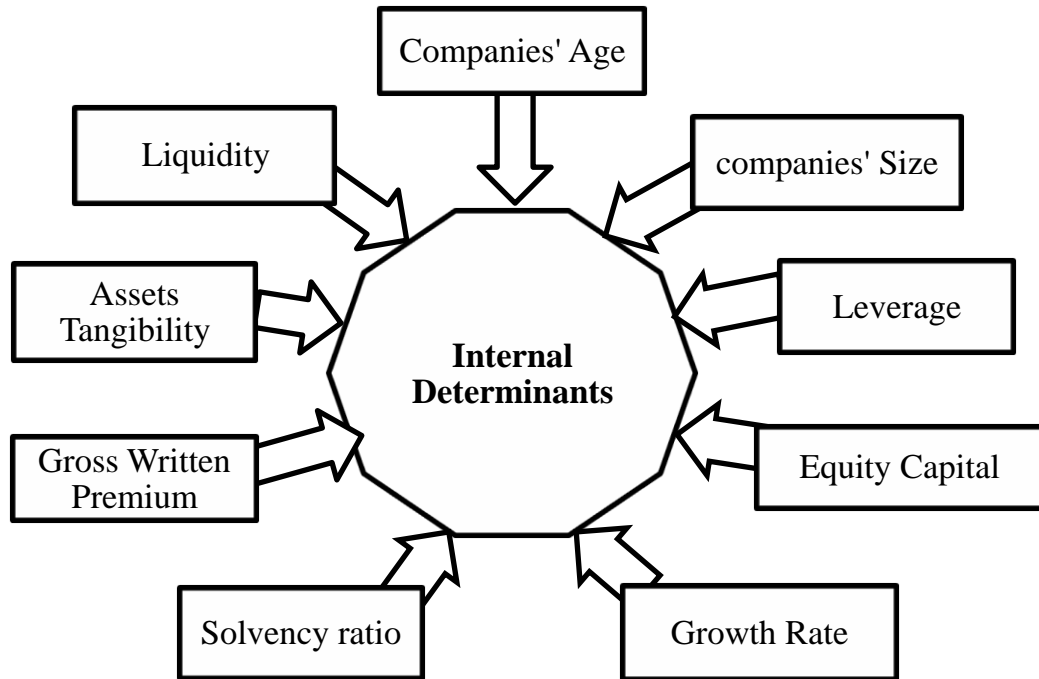 Companies' Age
Liquidity
companies' Size
Assets
Tangibility
Leverage
Internal
Determinants
Gross Written
Premium
Equity Capital
Solvency ratio
Growth Rate